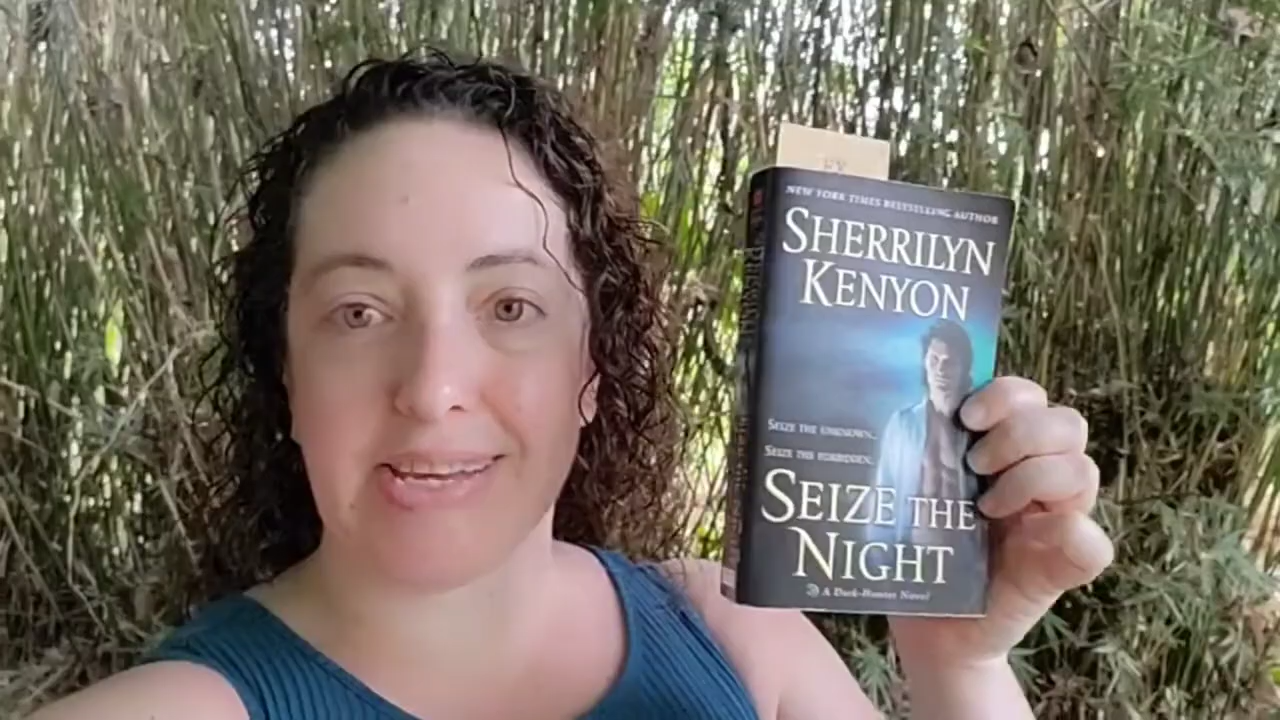 NEW YORK TIMES BESTSELLING AUTHOR
SHERRILYN
KENYON
SEIZE THE UNKNOWN...
SEIZE THE FORBIDDEN...
SEIZE THE
NIGHT
A Dark-Hunter Novel